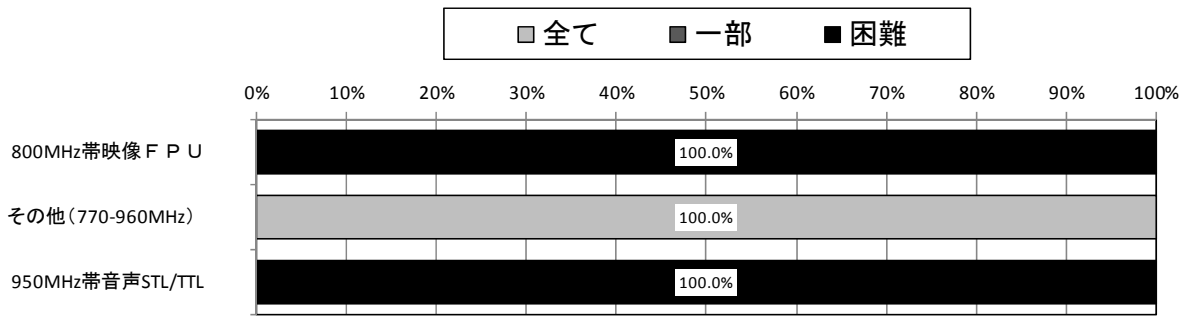 全て 一部 困難
0% 10% 20% 30% 40% 50% 60% 70% 80% 90% 100%
800MHz帯映像ＦＰＵ 100.0%
その他(770-960MHz) 100.0%
950MHz帯音声STL/TTL 100.0%